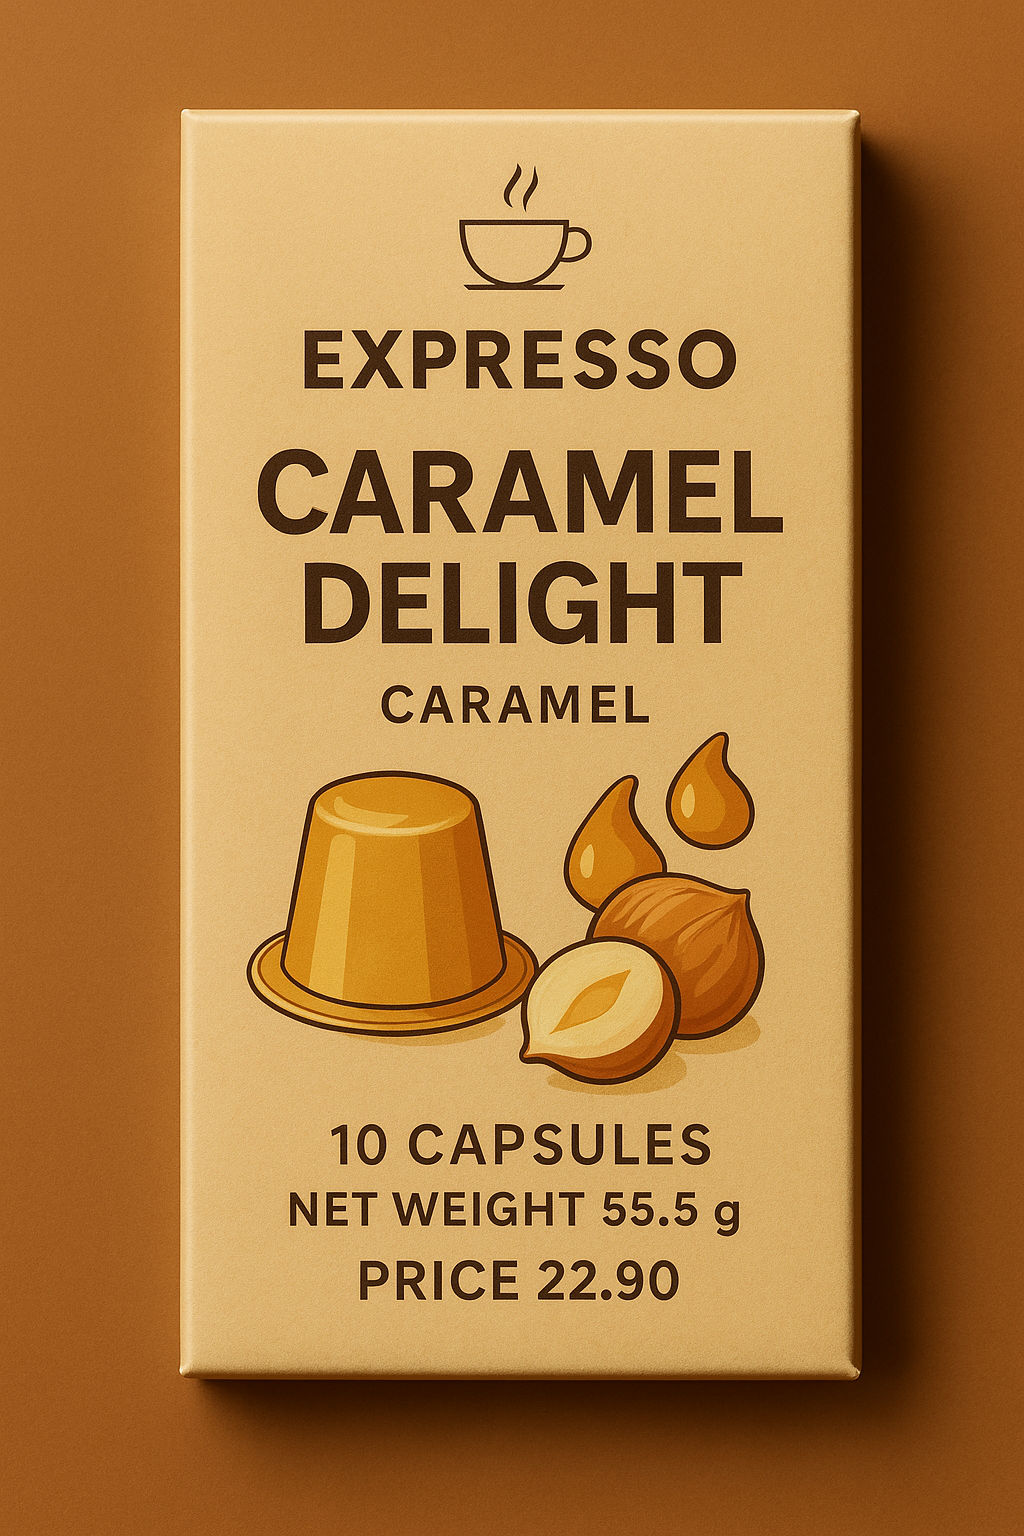 EXPRESSO
CARAMEL
DELIGHT
CARAMEL
10 CAPSULES
NET WEIGHT 55.5 g
PRICE 22.90